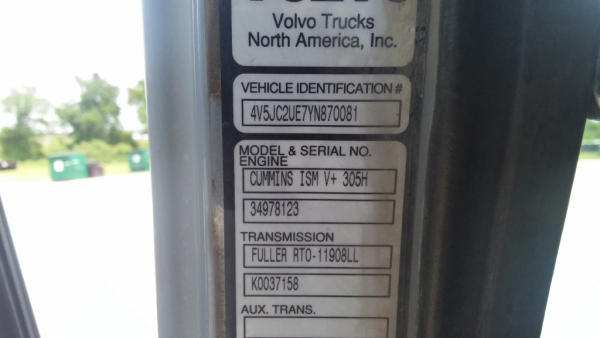 Volvo Trucks
North America, Inc.
VEHICLE IDENTIFICATION #
4V5JC2UE7YN870081
MODEL & SERIAL NO.
ENGINE
CUMMINS ISM V+ 305H
34978123
TRANSMISSION
FULLER RTO-11908LL
K0037158
AUX. TRANS.